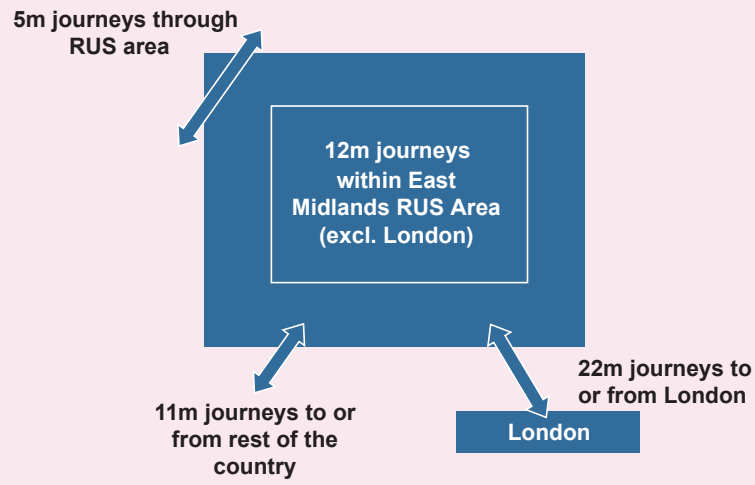 5m journeys through
RUS area
12m journeys
within East
Midlands RUS Area
(excl. London)
22m journeys to
or from London
11m journeys to or
from rest of the
country
London